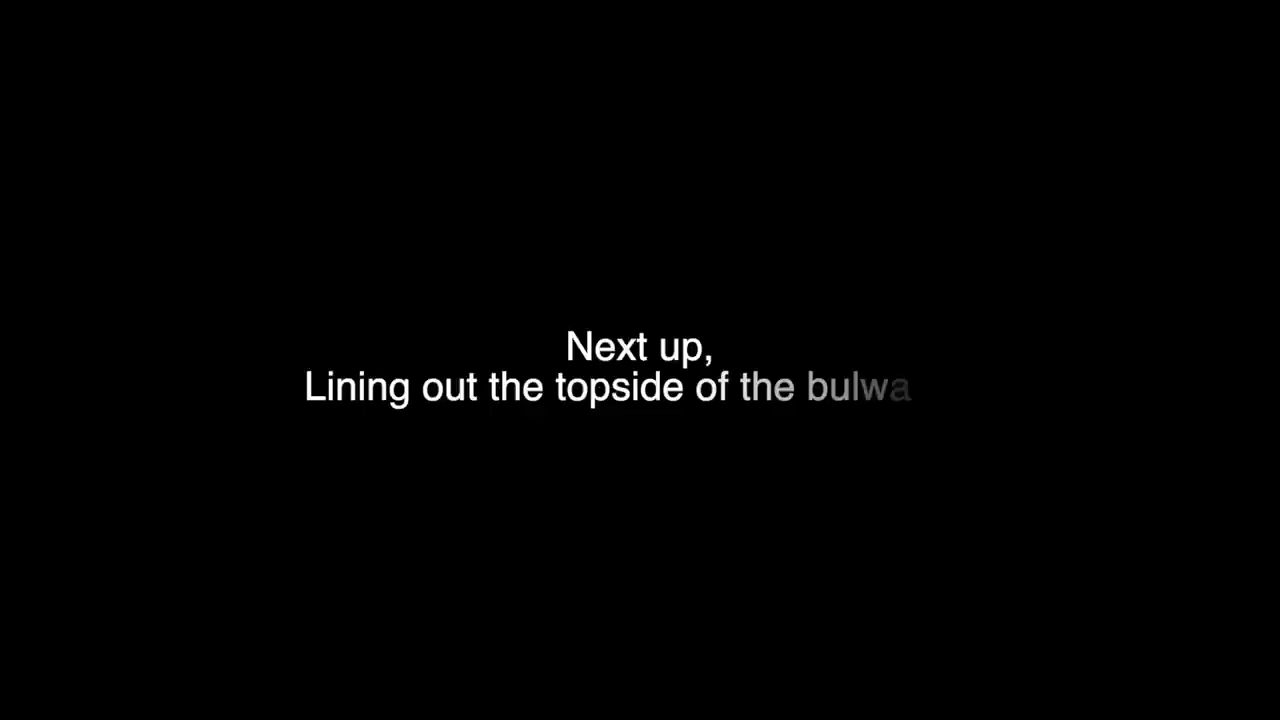 Next up,
Lining out the topside of the bulwa